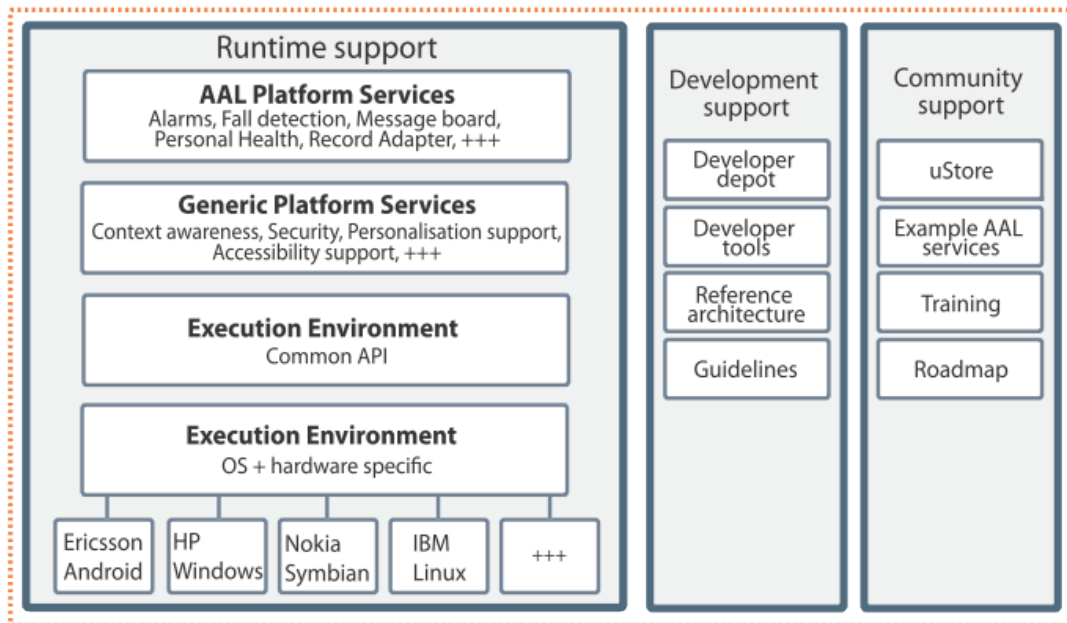 Runtime support
AAL Platform Services
Alarms, Fall detection, Message board,
Personal Health, Record Adapter, +++
Generic Platform Services
Context awareness, Security, Personalisation support,
Accessibility support, +++
Execution Environment
Common API
Execution Environment
OS + hardware specific
Ericsson
Android
HP
Windows
Nokia
Symbian
IBM
Linux
+++
Development
support
Developer
depot
Developer
tools
Reference
architecture
Guidelines
Community
support
uStore
Example AAL
services
Training
Roadmap